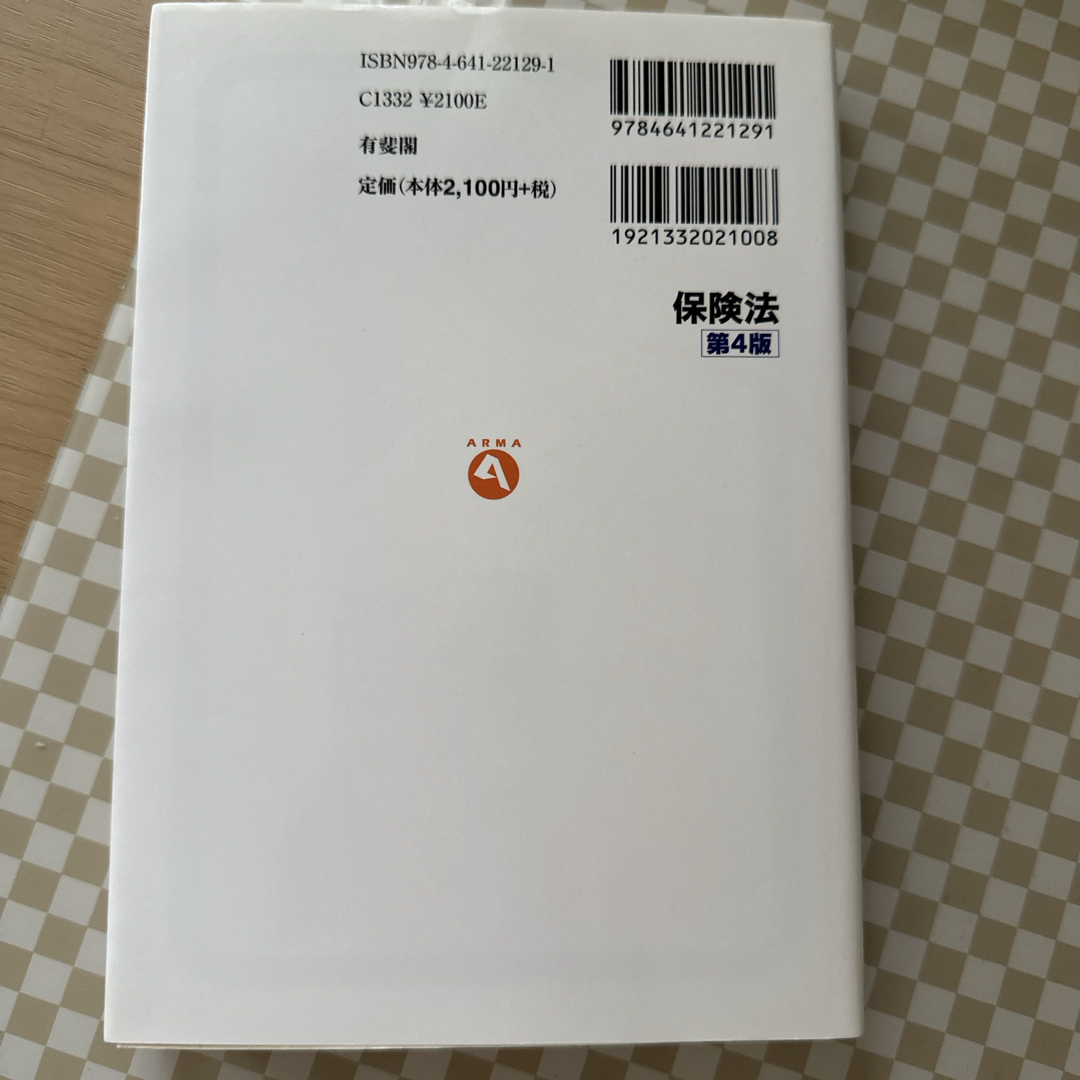 ISBN978-4-641-22129-1
C1332 ¥2100E
有斐閣
定価(本体2,100円+税)
9784641221291
1921332021008
保険法
第4版
ARMA